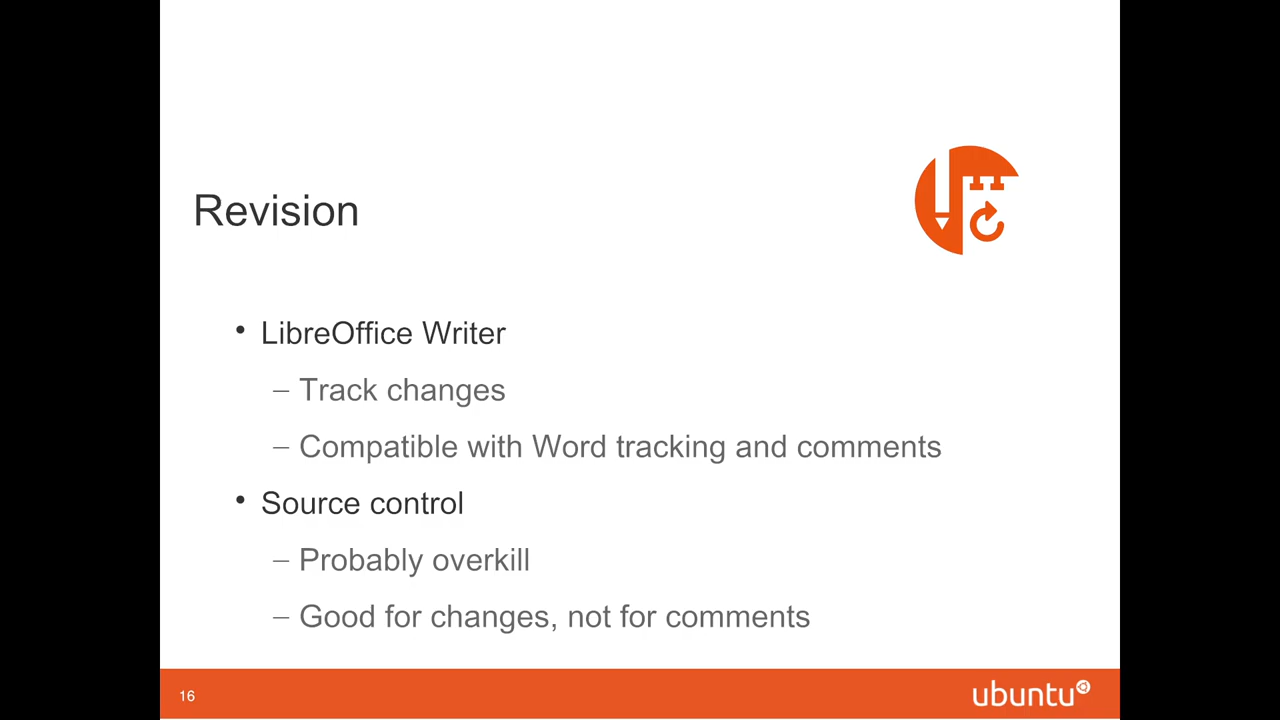 Revision
• LibreOffice Writer
– Track changes
– Compatible with Word tracking and comments
• Source control
– Probably overkill
– Good for changes, not for comments
16
ubuntu